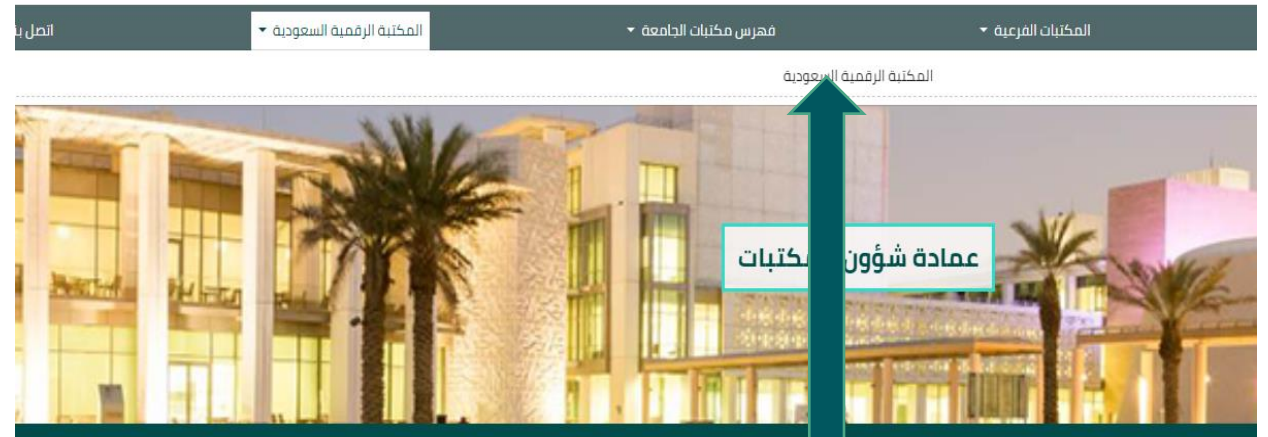 المكتبات الفرعية
فهرس مكتبات الجامعة
المكتبة الرقمية السعودية
اتصل
المكتبة الرقمية السعودية
عمادة شؤون